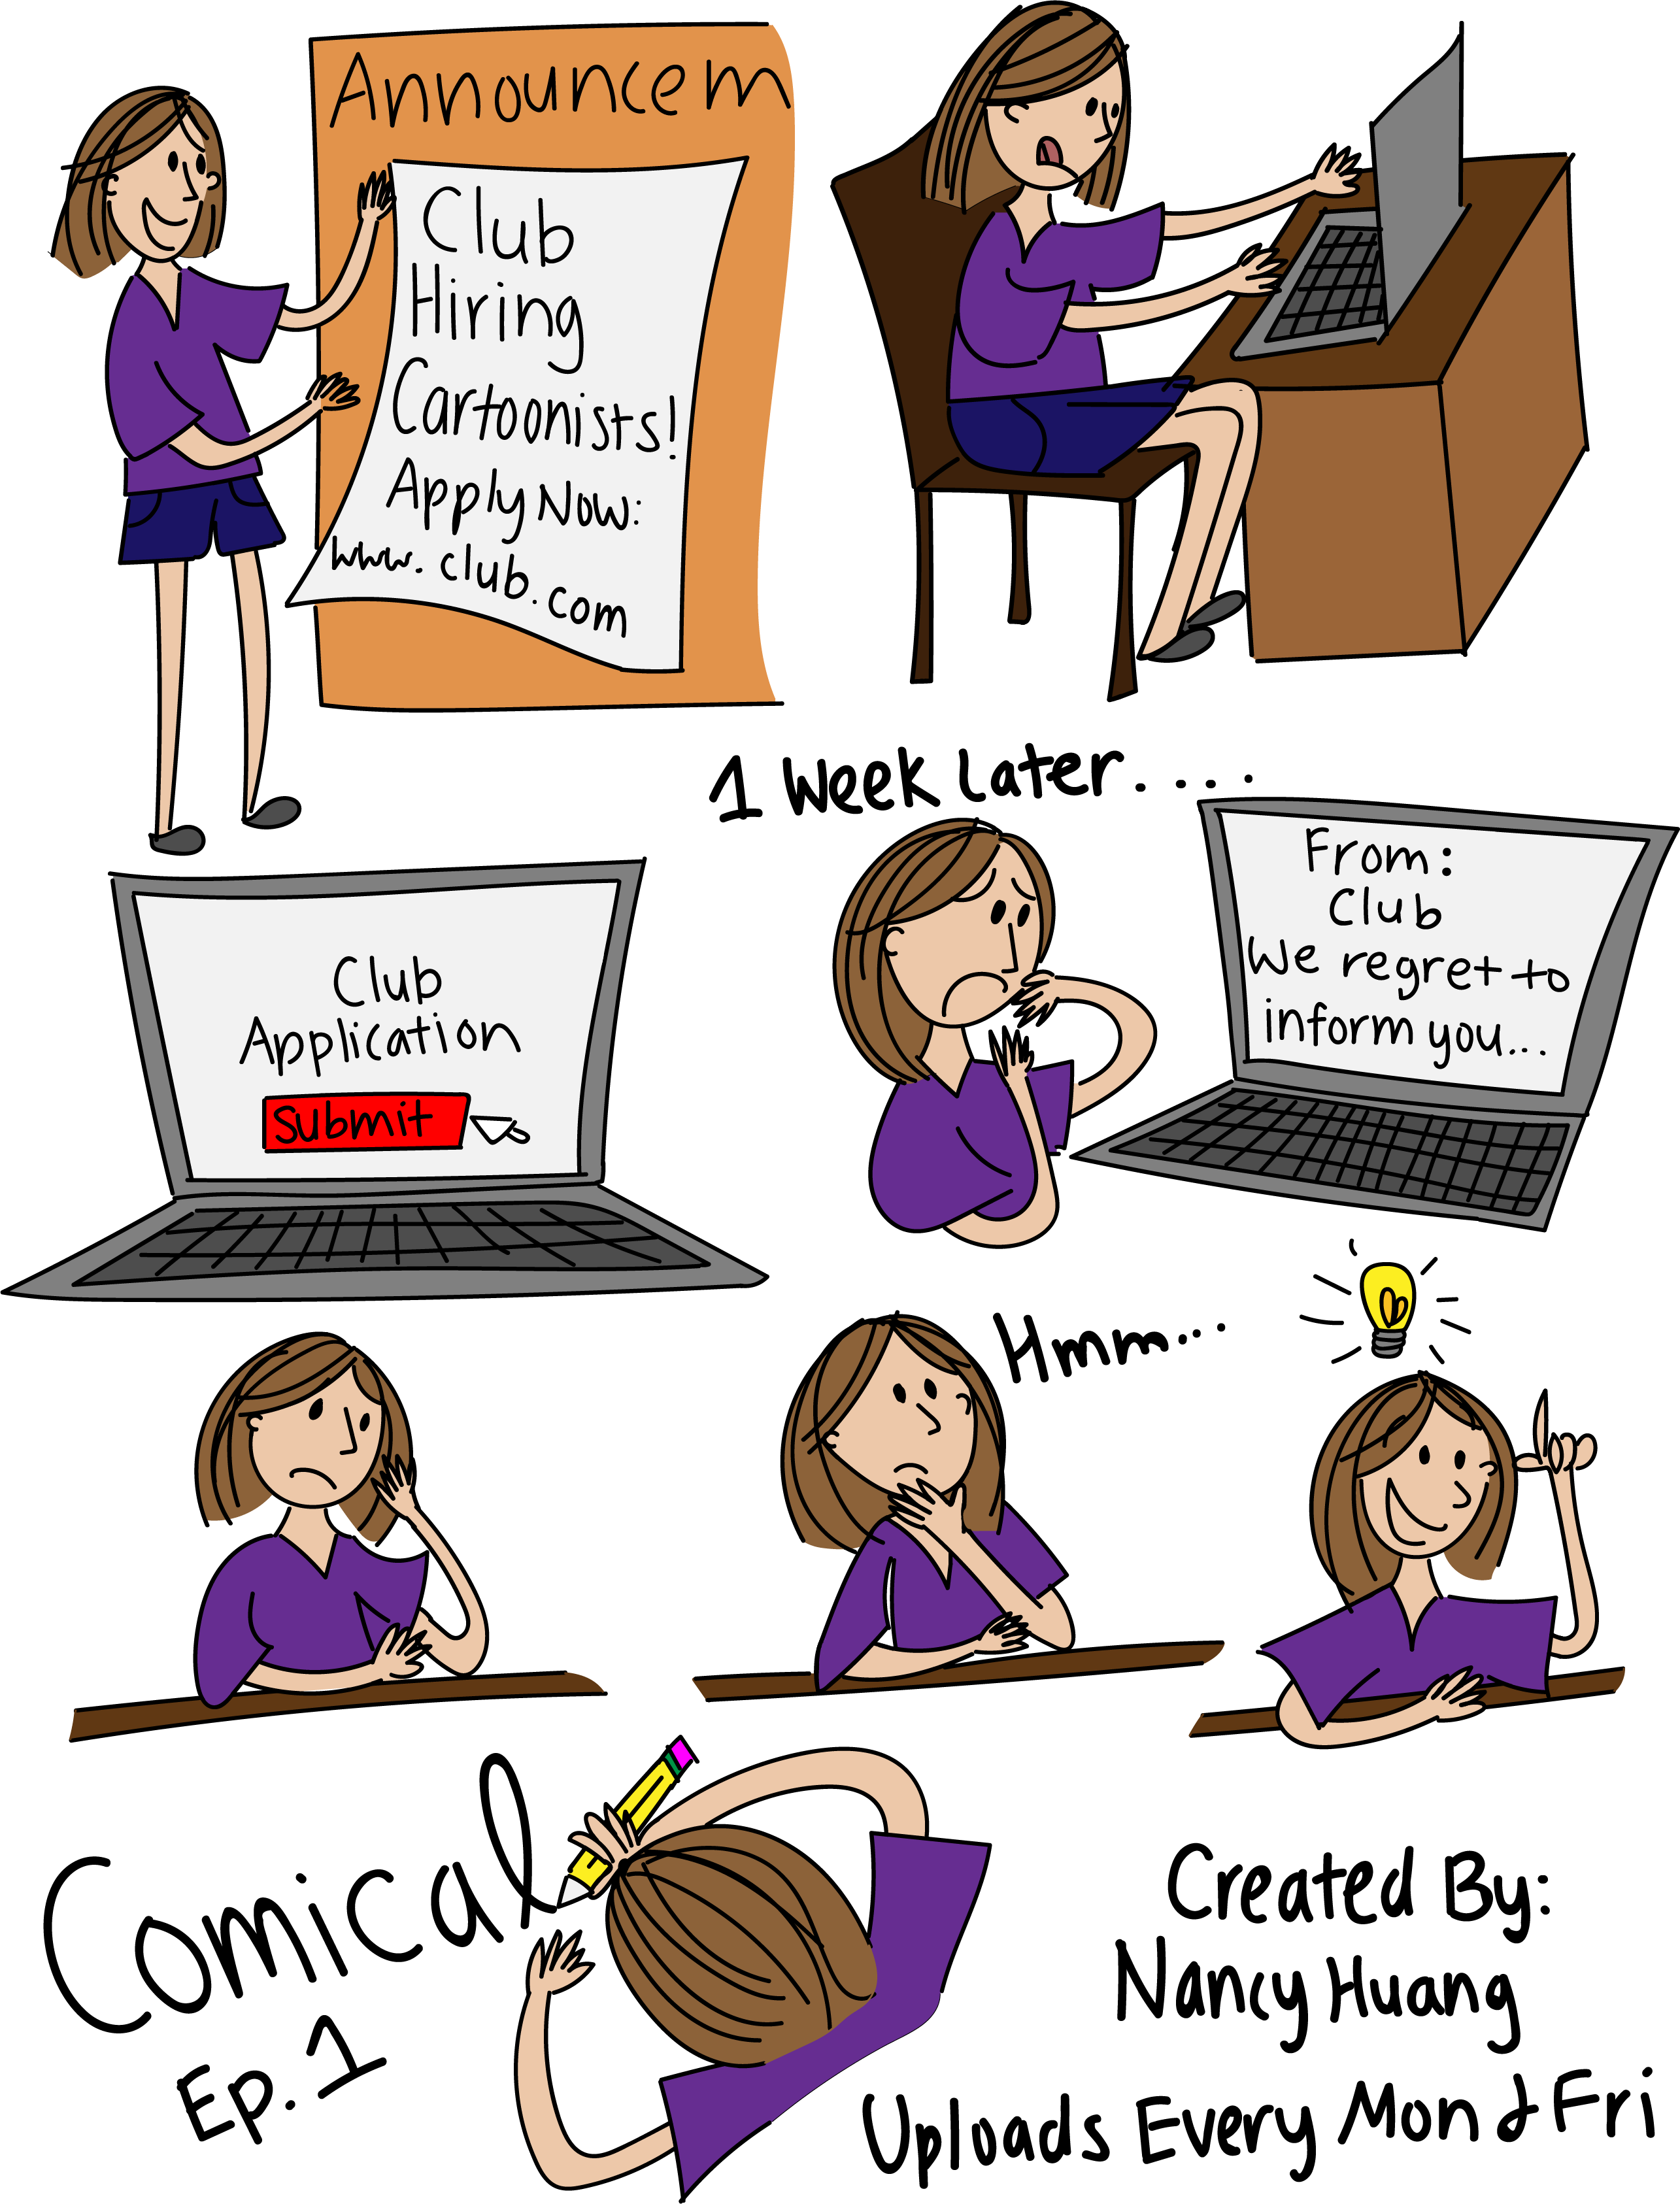 Announcem
Club
Hiring
Cartoonists!
Apply Now:
www.club.com
Club
Application
Submit
1 Week Later....
From:
Club
We regret to
inform you...
Hmm...
Comical
Ep. 1
Created By:
Nancy Huang
Uploads Every Mon & Fri